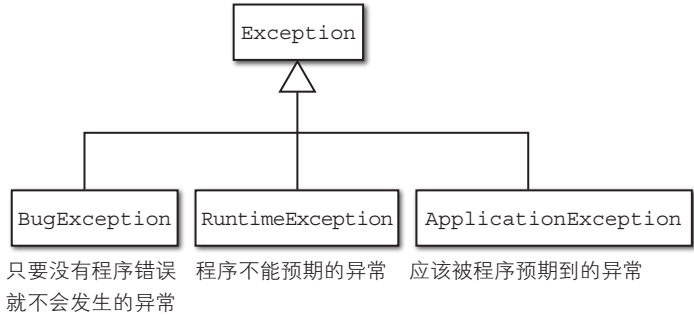 Exception
BugException
RuntimeException
ApplicationException
只要没有程序错误
就不会发生的异常
程序不能预期的异常
应该被程序预期到的异常